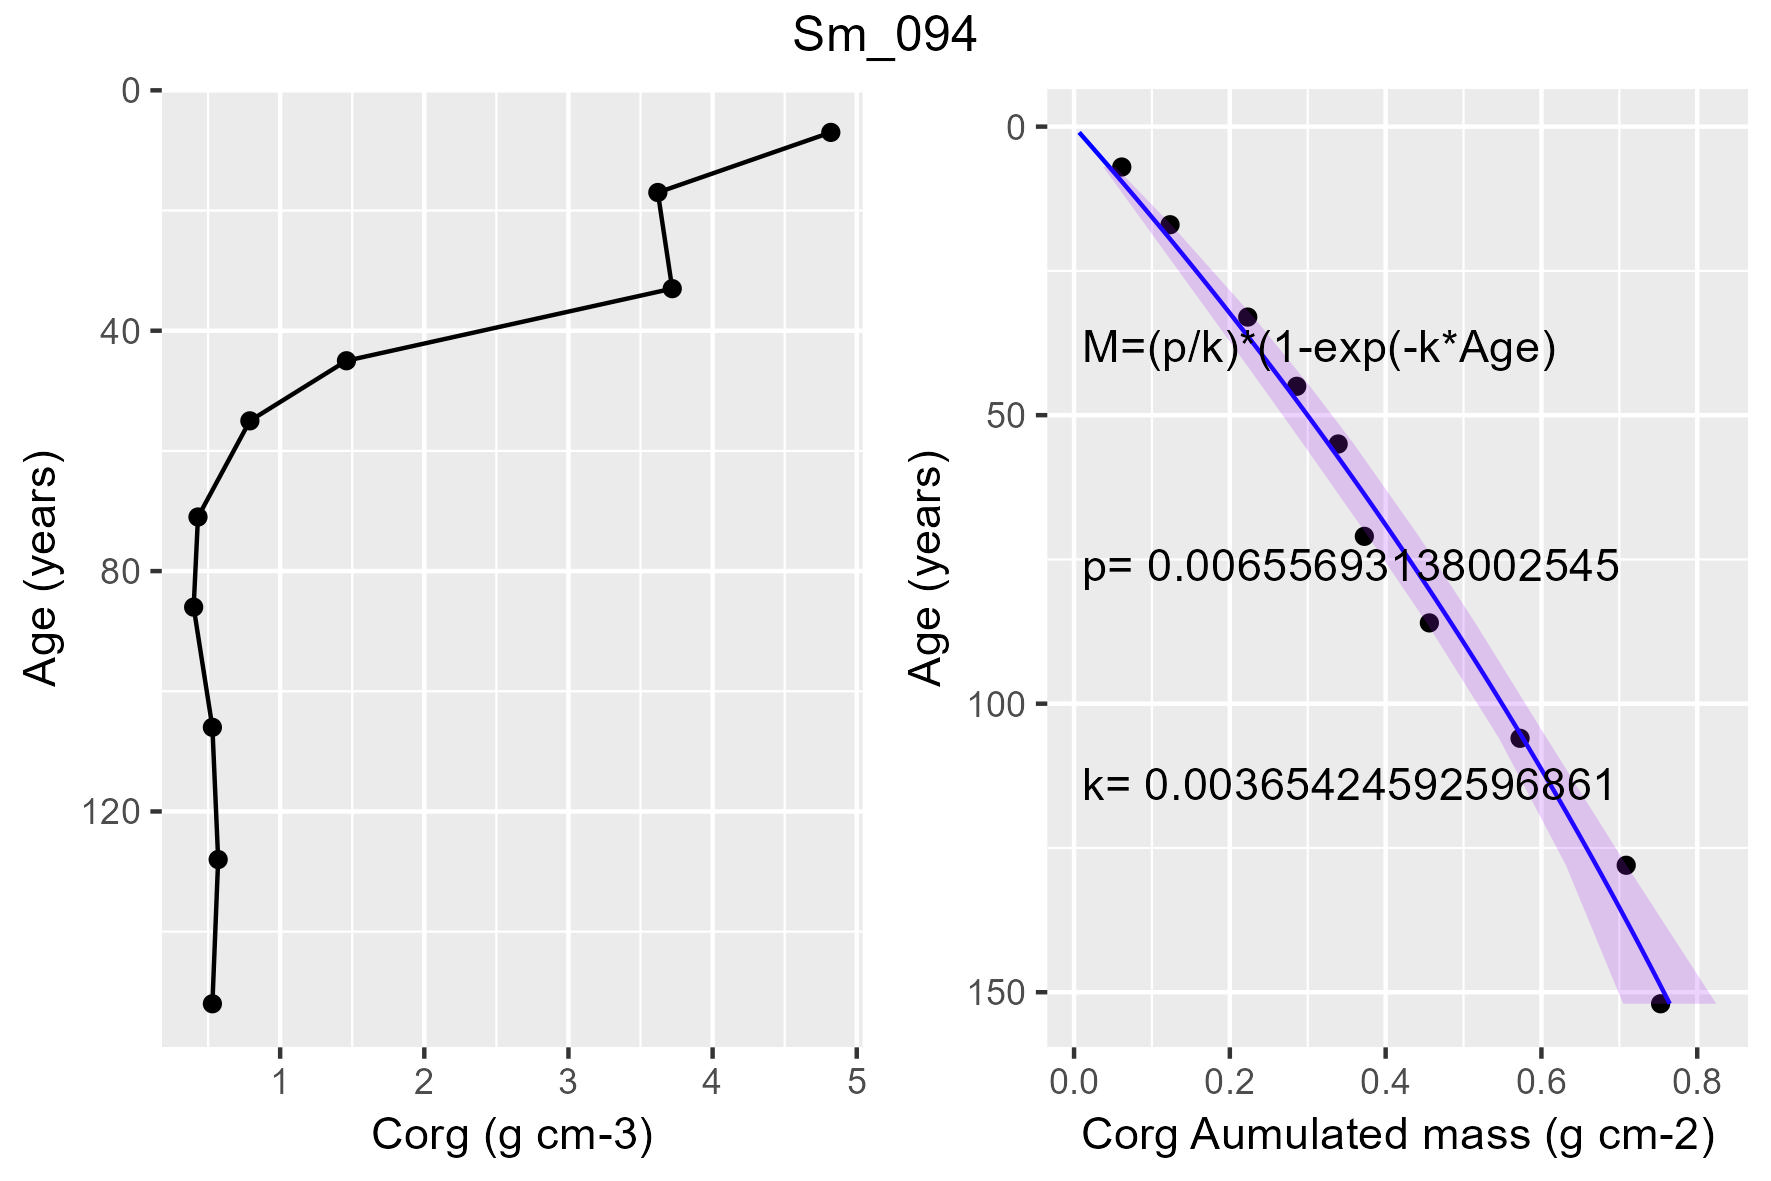 Sm_094
0
40
80
120
Age (years)
1 2 3 4 5
Corg (g cm-3)
0
50
100
150
Age (years)
M=(p/k)*(1-exp(-k*Age)
p= 0.00655693138002545
k= 0.00365424592596861
0.0 0.2 0.4 0.6 0.8
Corg Aumulated mass (g cm-2)